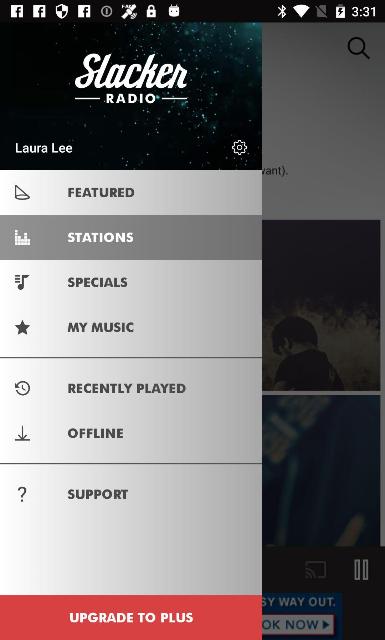 3:31
Slacker
RADIO
Laura Lee
want).
FEATURED
STATIONS
SPECIALS
MY MUSIC
RECENTLY PLAYED
OFFLINE
SUPPORT
SY WAY OUT.
OK NOW
UPGRADE TO PLUS